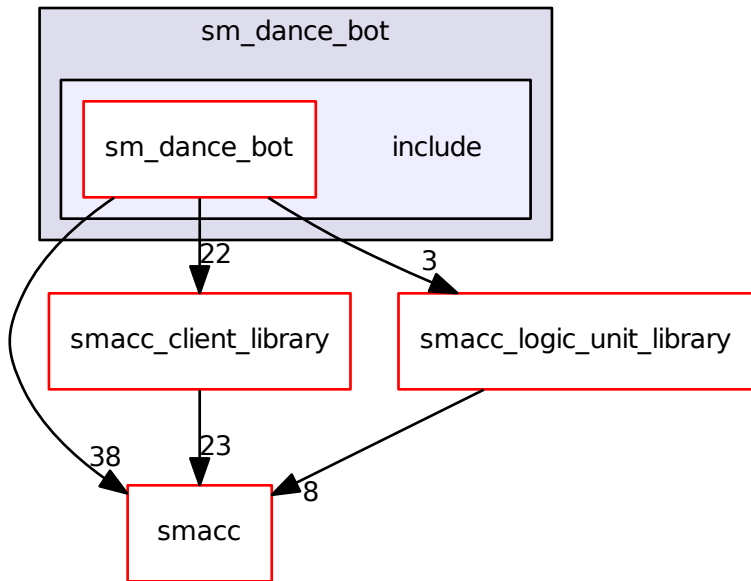 sm_dance_bot
sm_dance_bot
include
22
3
smacc_client_library
smacc_logic_unit_library
38
23
8
smacc